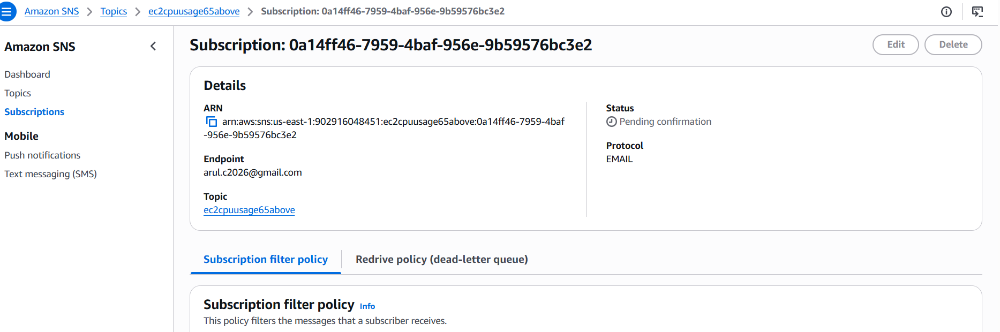 Amazon SNS > Topics > ec2cpuusage65above > Subscription: 0a14ff46-7959-4baf-956e-9b59576bc3e2
Amazon SNS
Dashboard
Topics
Subscriptions
Mobile
Push notifications
Text messaging (SMS)
Subscription: 0a14ff46-7959-4baf-956e-9b59576bc3e2
Edit
Delete
Details
ARN
arn:aws:sns:us-east-1:902916048451:ec2cpuusage65above:0a14ff46-7959-4baf
-956e-9b59576bc3e2
Endpoint
arul.c2026@gmail.com
Topic
ec2cpuusage65above
Status
Pending confirmation
Protocol
EMAIL
Subscription filter policy
Redrive policy (dead-letter queue)
Subscription filter policy Info
This policy filters the messages that a subscriber receives.